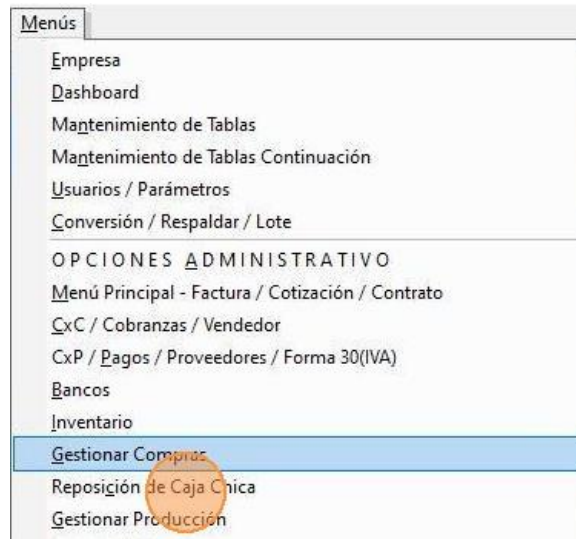 Menús
Empresa
Dashboard
Mantenimiento de Tablas
Mantenimiento de Tablas Continuación
Usuarios / Parámetros
Conversión / Respaldar / Lote
OPCIONES ADMINISTRATIVO
Menú Principal - Factura / Cotización / Contrato
CxC / Cobranzas / Vendedor
CxP / Pagos / Proveedores / Forma 30(IVA)
Bancos
Inventario
Gestionar Compras
Reposición de Caja Chica
Gestionar Producción